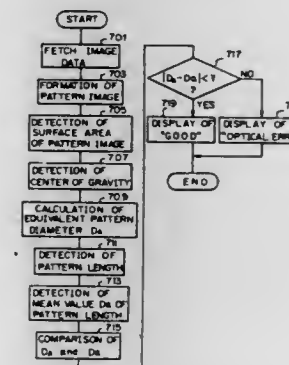 START
701
FETCH IMAGE
DATA
703
FORMATION OF
PATTERN IMAGE
705
DETECTION OF
SURFACE AREA
OF PATTERN IMAGE
707
DETECTION OF
CENTER OF GRAVITY
709
CALCULATION OF
EQUIVALENT PATTERN
DIAMETER Da
711
DETECTION OF
PATTERN LENGTH
713
DETECTION OF
MEAN VALUE
PATTERN LENGTH
715
COMPARISON OF
Da and
717
?
NO
YES
719
DISPLAY OF
"GOOD"
DISPLAY OF
"OPTICAL ERR
END